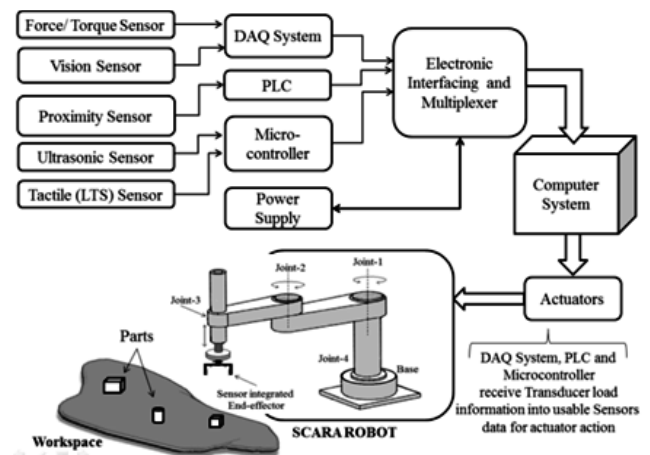 Force/ Torque Sensor
Vision Sensor
Proximity Sensor
Ultrasonic Sensor
Tactile (LTS) Sensor
DAQ System
PLC
Micro-
controller
Power
Supply
Electronic
Interfacing and
Multiplexer
Computer
System
Actuators
DAQ System, PLC and
Microcontroller
receive Transducer load
information into usable Sensors
data for actuator action
Joint-1
Joint-2
Joint-3
Joint-4
Base
Sensor integrated
End-effector
SCARA ROBOT
Parts
Workspace